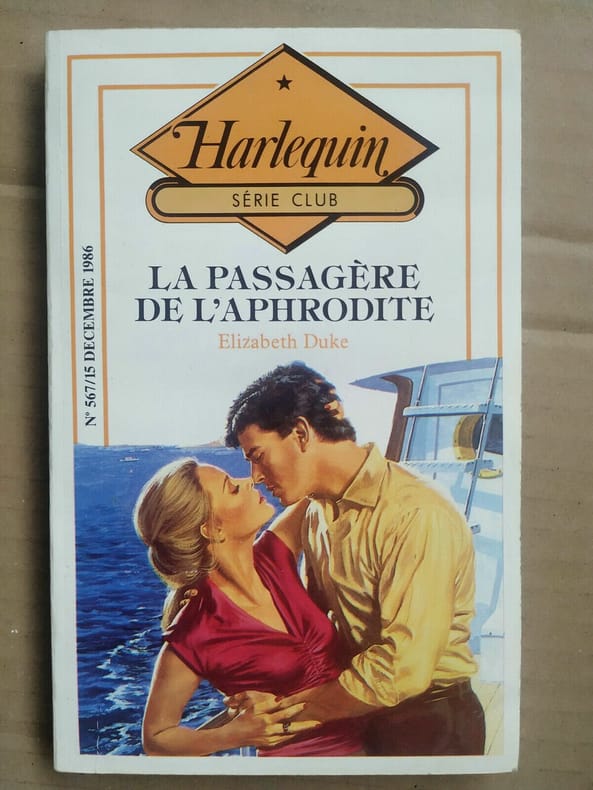 Harlequin
SÉRIE CLUB
LA PASSAGÈRE
DE L'APHRODITE
Elizabeth Duke
N° 567/15 DECEMBRE 1986